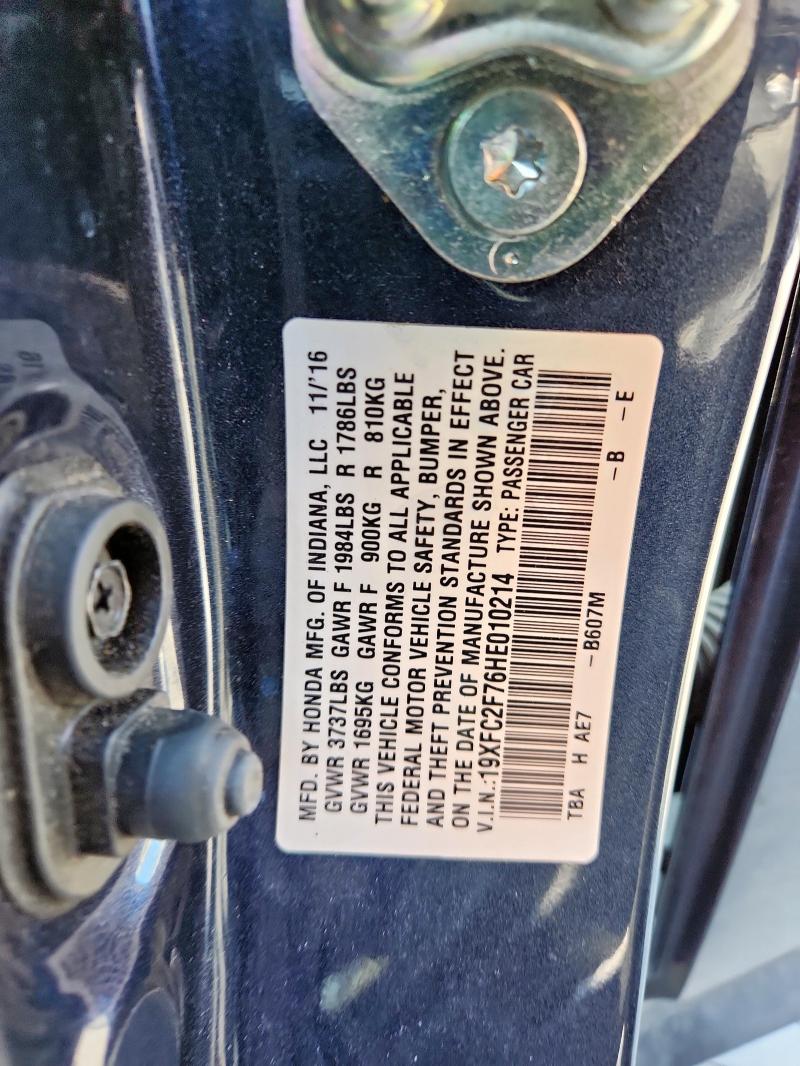 MFD. BY HONDA MFG. OF INDIANA, LLC 11/'16
GVWR 3737LBS GAWR F 1984LBS R 1786LBS
GVWR 1695KG GAWR F 900KG R 810KG
THIS VEHICLE CONFORMS TO ALL APPLICABLE
FEDERAL MOTOR VEHICLE SAFETY, BUMPER,
AND THEFT PREVENTION STANDARDS IN EFFECT
ON THE DATE OF MANUFACTURE SHOWN ABOVE.
V.I.N.:19XFC2F76HE010214 TYPE: PASSENGER CAR
TBA H AE7 -B607M -B -E